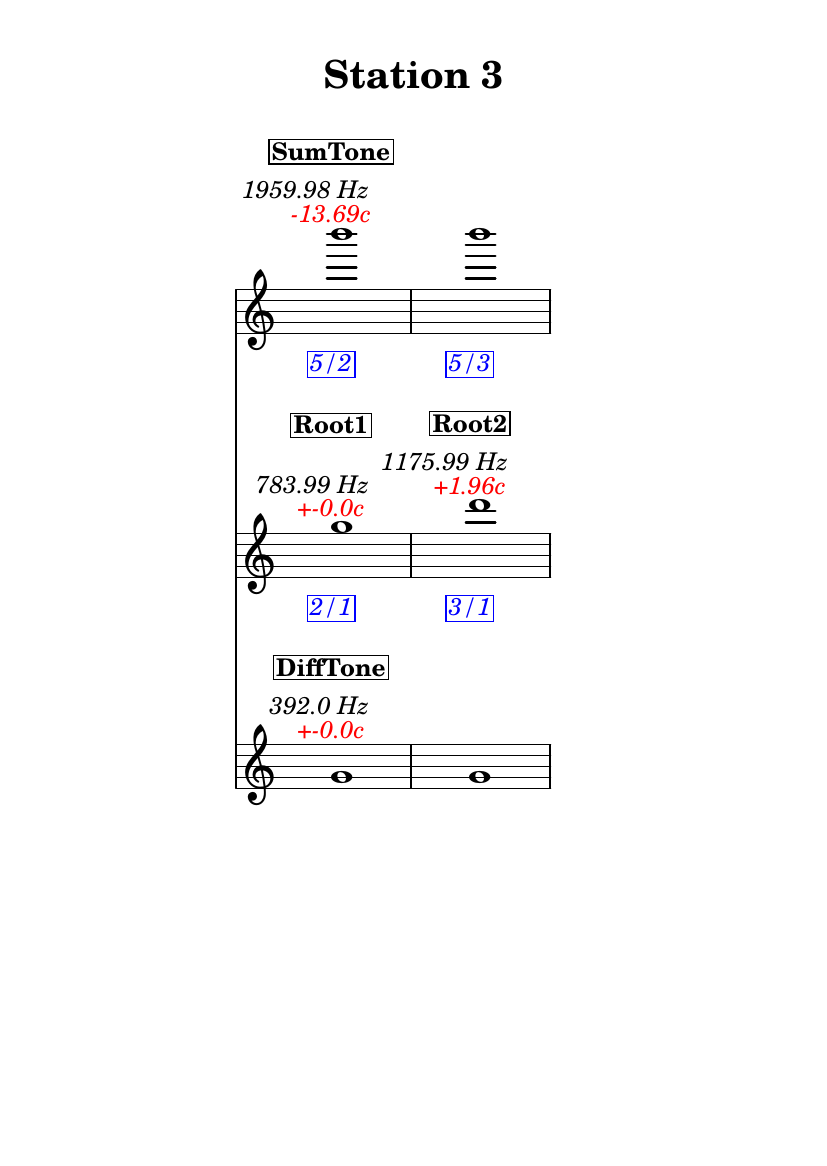 Station 3
SumTone
1959.98 Hz
-13.69c
5/2 5/3
Root1 Root2
1175.99 Hz
783.99 Hz +1.96c
+-0.0c
2/1 3/1
DiffTone
392.0 Hz
+-0.0c